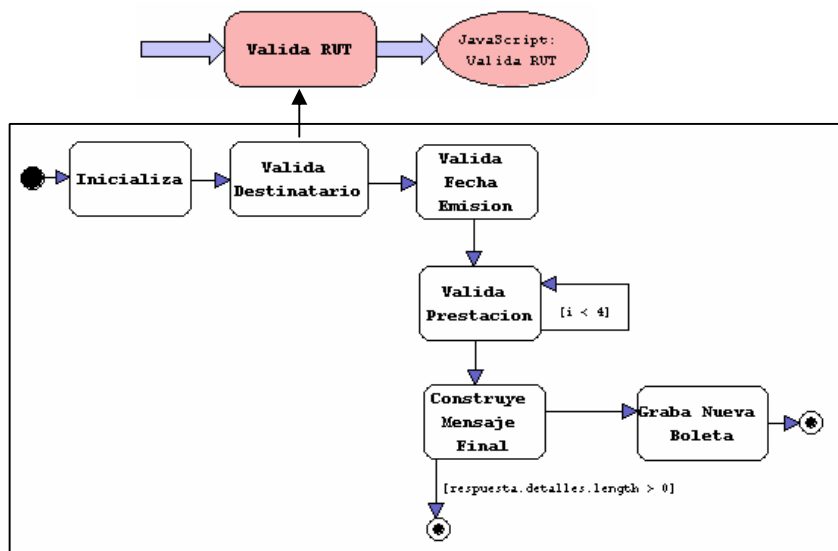 Valida RUT
JavaScript:
Valida RUT
Inicializa
Valida
Destinatario
Valida
Fecha
Emision
Valida
Prestacion
[i < 4]
Construye
Mensaje
Final
Graba Nueva
Boleta
[respuesta.detalles.length > 0]